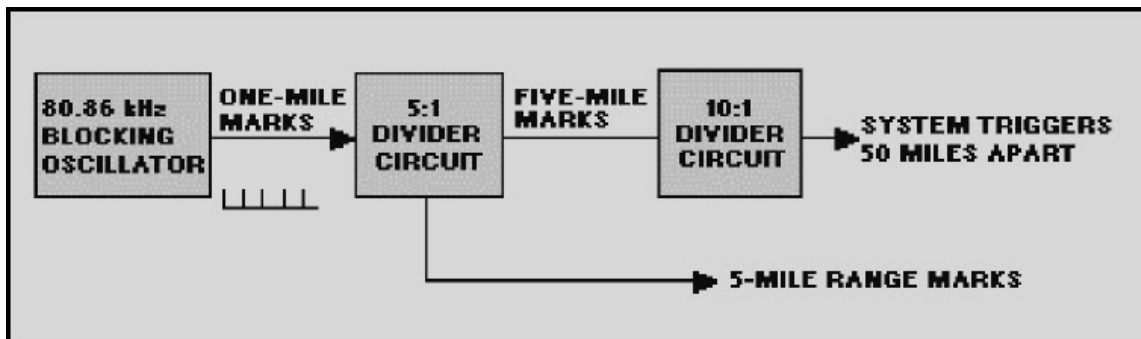 80.86 kHz
BLOCKING
OSCILLATOR
ONE-MILE
MARKS
5:1
DIVIDER
CIRCUIT
FIVE-MILE
MARKS
10:1
DIVIDER
CIRCUIT
SYSTEM TRIGGERS
50 MILES APART
5-MILE RANGE MARKS